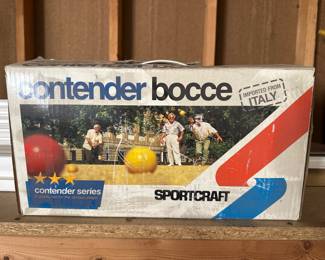 contender bocce
IMPORTED FROM
ITALY
contender series
SPORTCRAFT